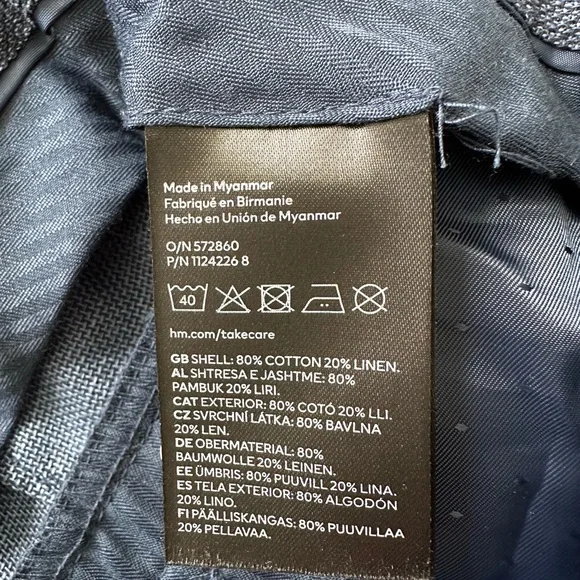 Made in Myanmar
Fabriqué en Birmanie
Hecho en Unión de Myanmar
O/N 572860
P/N 1124226 8
40
hm.com/takecare
GB SHELL: 80% COTTON 20% LINEN.
AL SHTRESA E JASHTME: 80%
PAMBUK 20% LIRI.
CAT EXTERIOR: 80% COTÓ 20% LLI.
CZ SVRCHNÍ LÁTKA: 80% BAVLNA
20% LEN.
DE OBERMATERIAL: 80%
BAUMWOLLE 20% LEINEN.
EE ÜMBRIS: 80% PUUVILL 20% LINA.
ES TELA EXTERIOR: 80% ALGODÓN
20% LINO.
FI PÄÄLLISKANGAS: 80% PUUVILLAA
20% PELLAVAA.